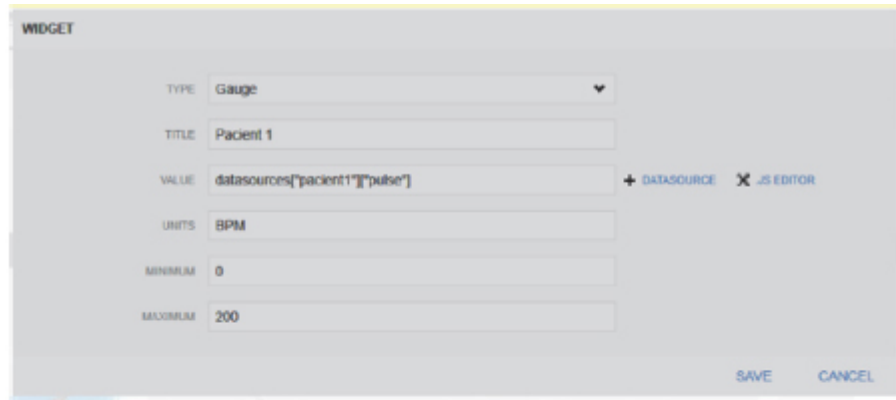 WIDGET
TYPE Gauge
TITLE Pacient 1
VALUE datasources["pacient1"]["pulse"] + DATASOURCE JS EDITOR
UNITS BPM
MINIMUM 0
MAXIMUM 200
SAVE CANCEL